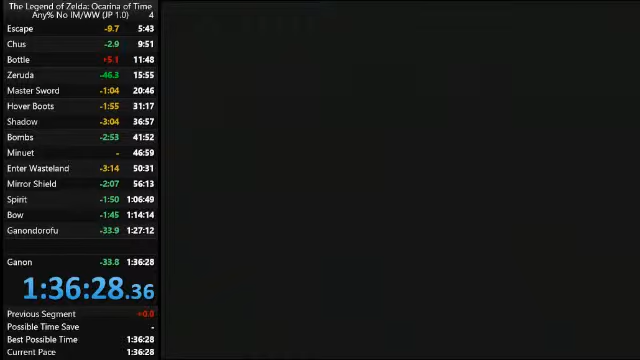 The Legend of Zelda: Ocarina of Time
Any% No IM/WW (JP 1.0) 4
Escape -9.7 5:43
Chus -2.9 9:51
Bottle +5.1 11:48
Zeruda -46.3 15:55
Master Sword -1:04 20:46
Hover Boots -1:55 31:17
Shadow -3:04 36:57
Bombs -2:53 41:52
Minuet - 46:59
Enter Wasteland -3:14 50:31
Mirror Shield -2:07 56:13
Spirit -1:50 1:06:49
Bow -1:45 1:14:14
Ganondorofu -33.9 1:27:12
Ganon -33.8 1:36:28
1:36:28.36
Previous Segment +0.0
Possible Time Save -
Best Possible Time 1:36:28
Current Pace 1:36:28